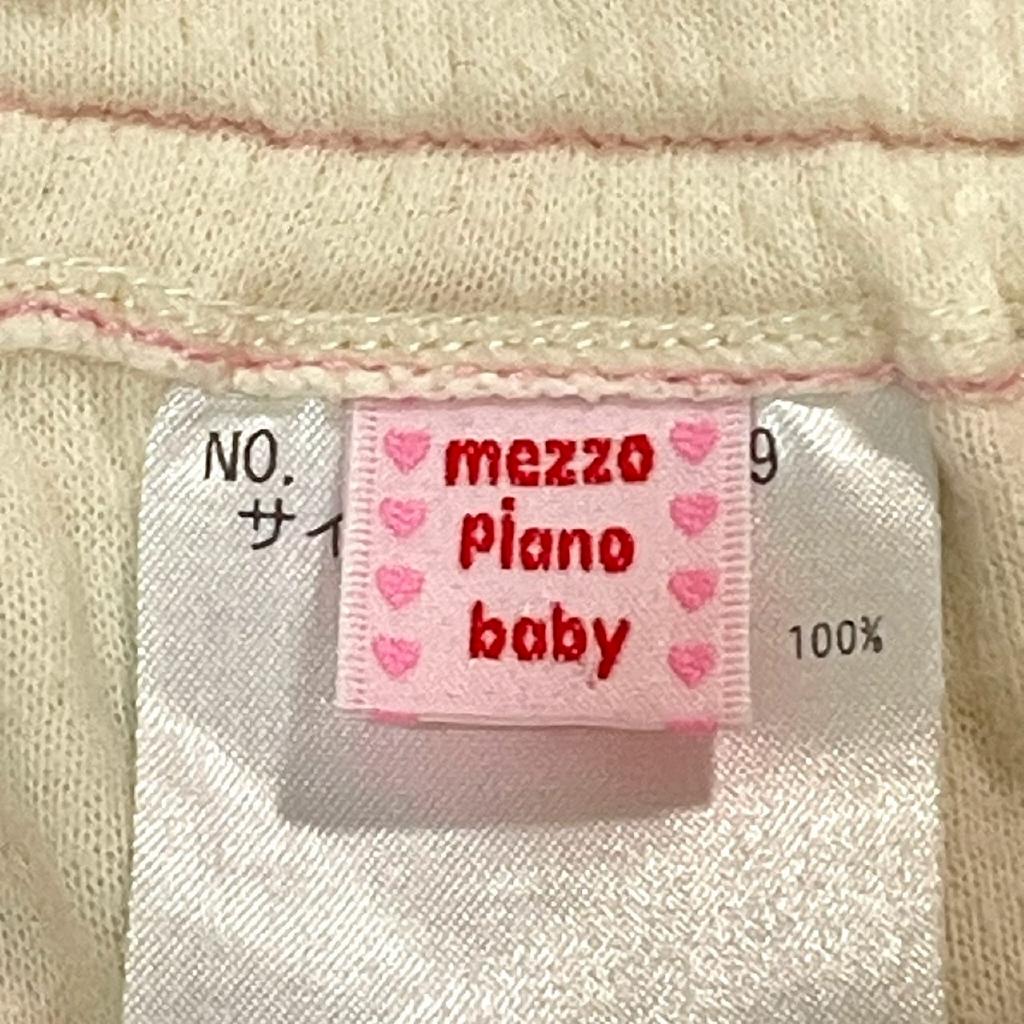 NO. 9
mezzo
piano
baby
サイ
100%